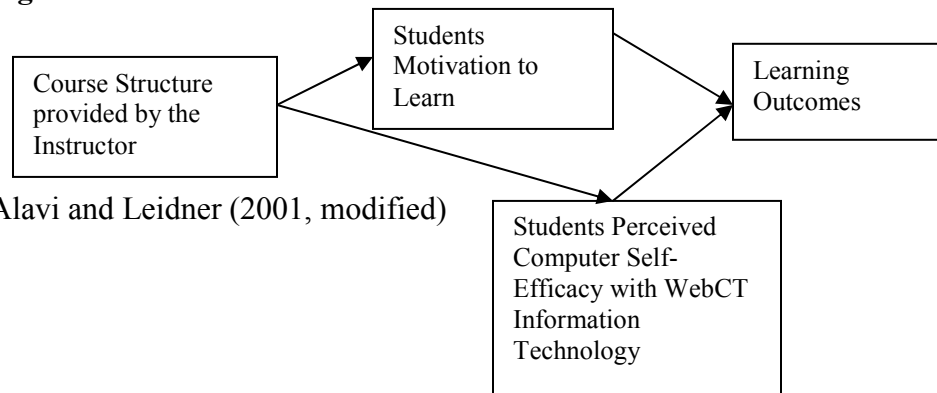 Course Structure
provided by the
Instructor
Students
Motivation to
Learn
Learning
Outcomes
Alavi and Leidner (2001, modified)
Students Perceived
Computer Self-
Efficacy with WebCT
Information
Technology